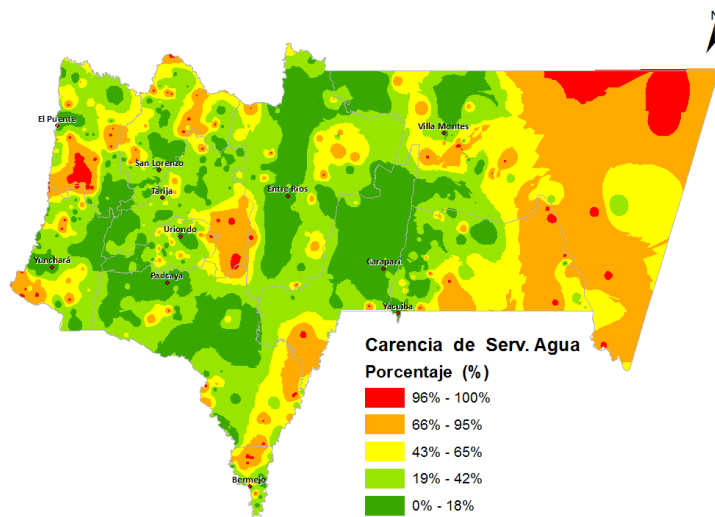 N
El Puente
Villa Montes
San Lorenzo
Tarija
Entre Rios
Uriondo
Yunchará
Carapari
Padcaya
Yacuiba
Carencia de Serv. Agua
Porcentaje (%)
96% - 100%
66% - 95%
43% - 65%
19% - 42%
Bermejo
0% - 18%